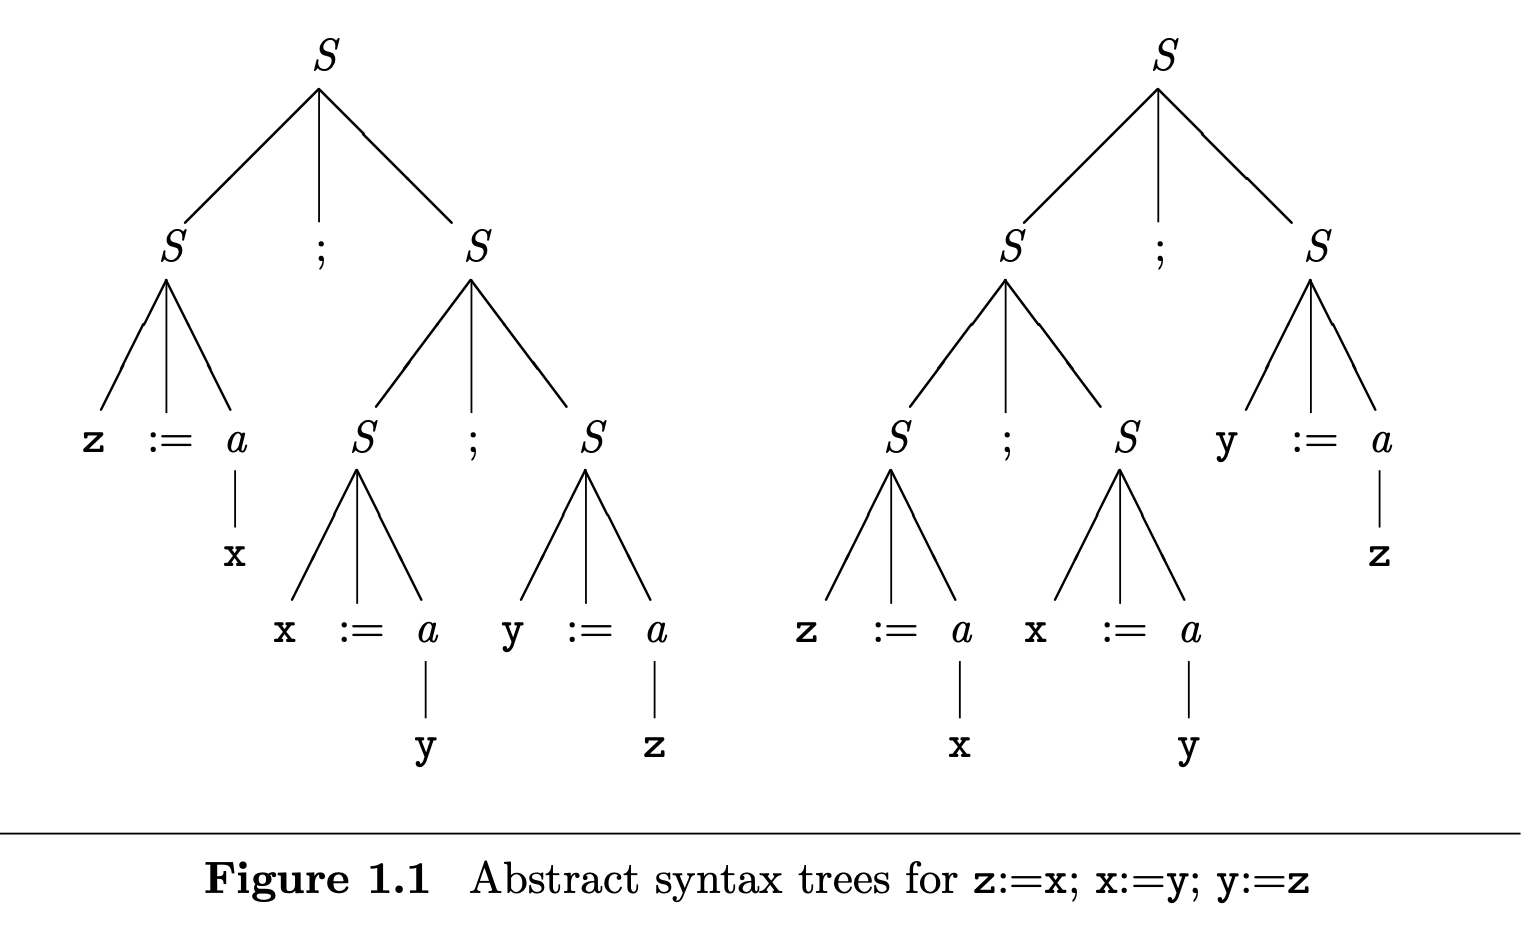 S S
S ; S S ; S
z := a S ; S S ; S y := a
x z
x := a y := a z := a x := a
y z x y
Figure 1.1 Abstract syntax trees for z:=x; x:=y; y:=z